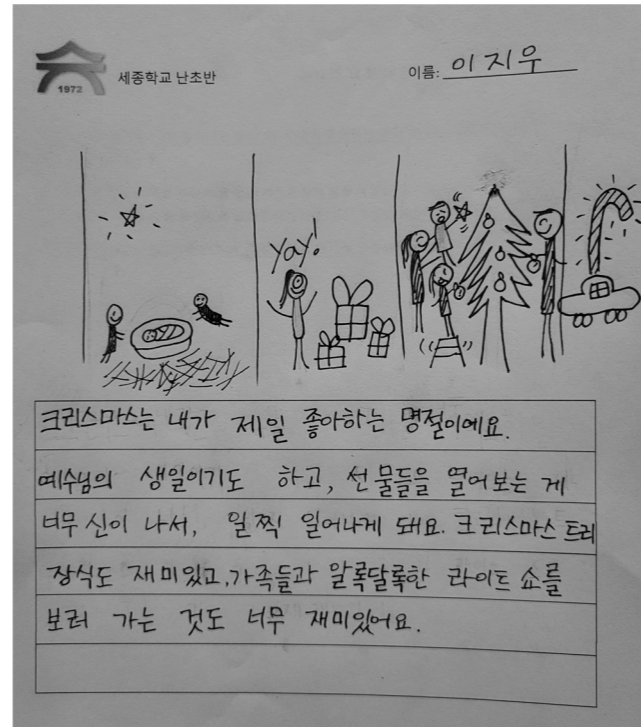 1972
세종학교 난초반
이름: 이지우
yay!
크리스마스는 내가 제일 좋아하는 명절이에요.
예수님의 생일이기도 하고, 선물들을 열어보는 게
너무 신이 나서, 일찍 일어나게 돼요. 크리스마스 트리
장식도 재미있고, 가족들과 알록달록한 라이트 쇼를
보러 가는 것도 너무 재미있어요.